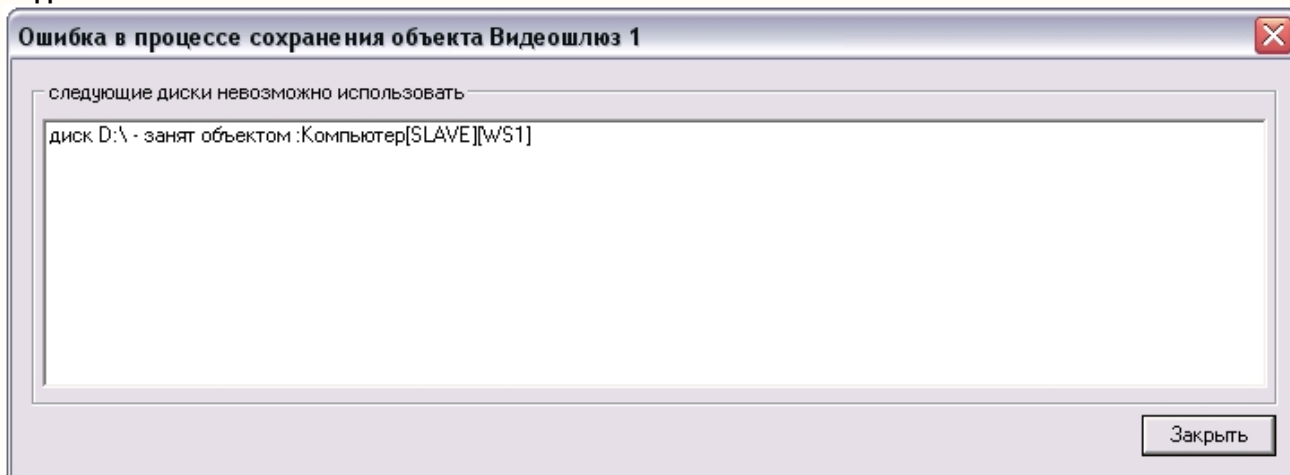 Ошибка в процессе сохранения объекта Видеошлюз 1
следующие диски невозможно использовать
диск D:\ - занят объектом :Компьютер[SLAVE][WS1]
Закрыть